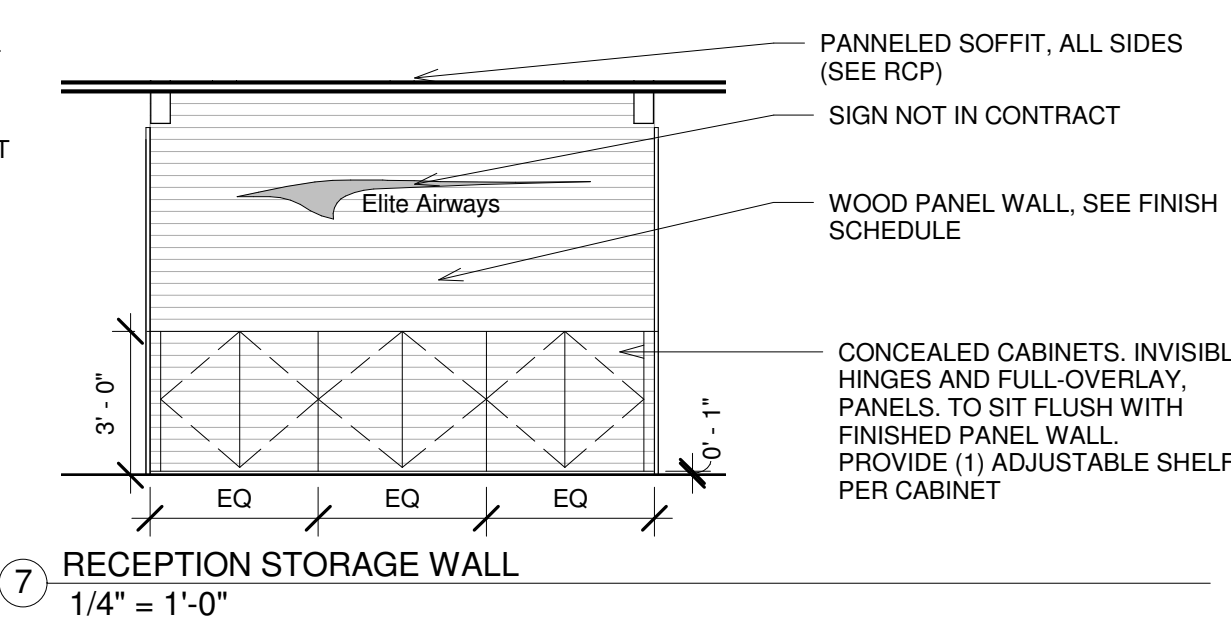 PANNELED SOFFIT, ALL SIDES
(SEE RCP)
SIGN NOT IN CONTRACT
T
Elite Airways
WOOD PANEL WALL, SEE FINISH
SCHEDULE
CONCEALED CABINETS. INVISIBL
HINGES AND FULL-OVERLAY,
PANELS. TO SIT FLUSH WITH
FINISHED PANEL WALL.
PROVIDE (1) ADJUSTABLE SHELF
PER CABINET
3' - 0"
0' - 1"
EQ EQ EQ
7 RECEPTION STORAGE WALL
1/4" = 1'-0"